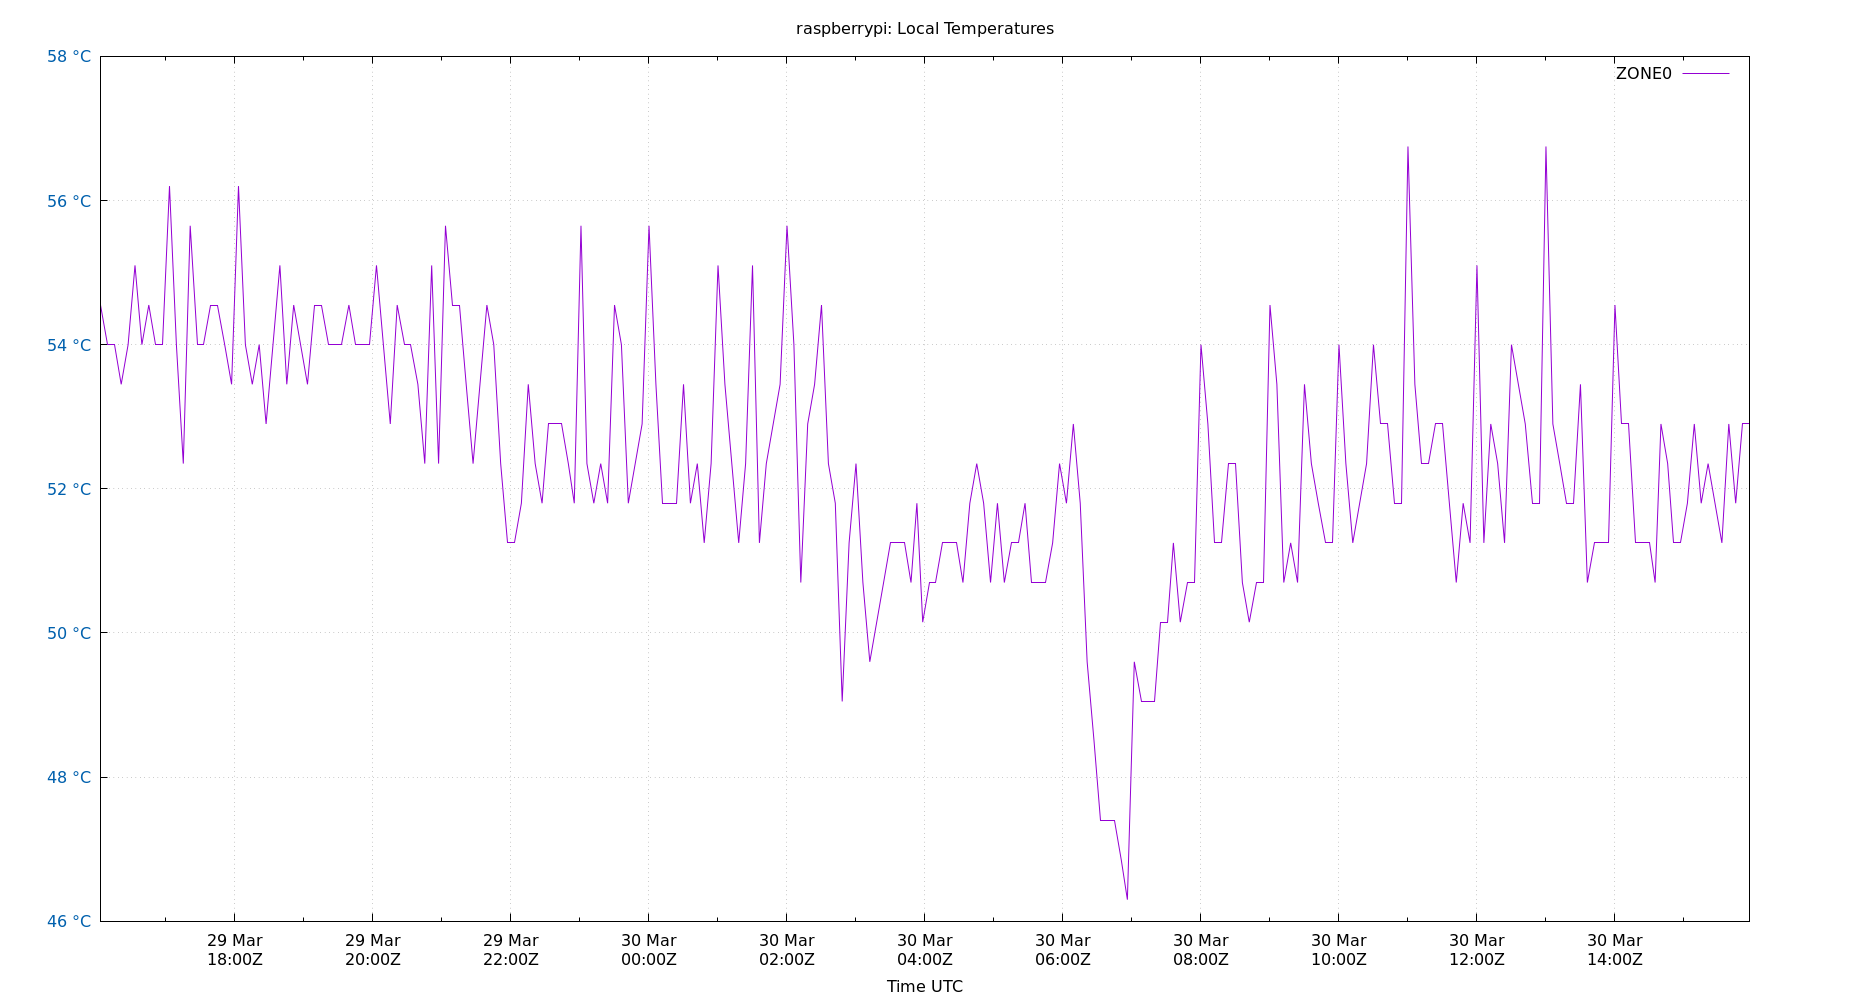 raspberrypi: Local Temperatures
58 °C
ZONE0
56 °C
54 °C
52 °C
50 °C
48 °C
46 °C
29 Mar 29 Mar 29 Mar 30 Mar 30 Mar 30 Mar 30 Mar 30 Mar 30 Mar 30 Mar 30 Mar
18:00Z 20:00Z 22:00Z 00:00Z 02:00Z 04:00Z 06:00Z 08:00Z 10:00Z 12:00Z 14:00Z
Time UTC